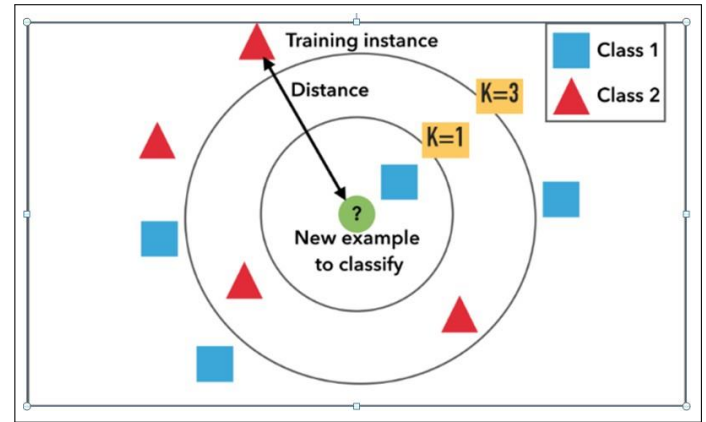 Training instance
Class 1
Distance
K=3
Class 2
K=1
?
New example
to classify